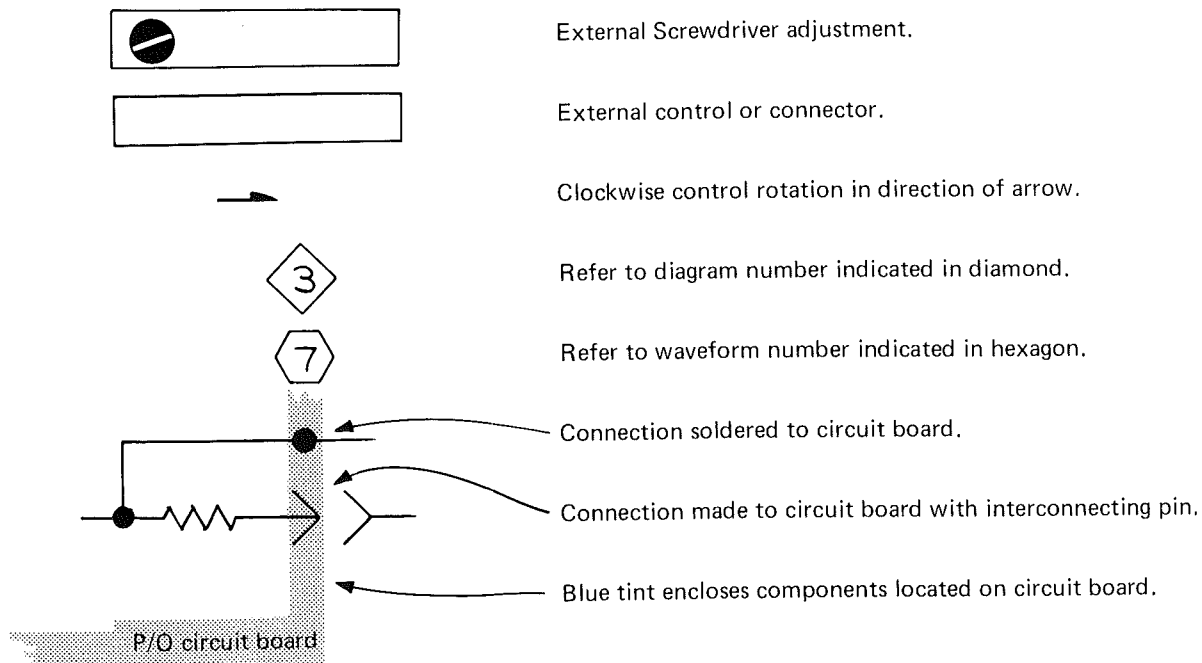 External Screwdriver adjustment.
External control or connector.
Clockwise control rotation in direction of arrow.
3
Refer to diagram number indicated in diamond.
7
Refer to waveform number indicated in hexagon.
Connection soldered to circuit board.
Connection made to circuit board with interconnecting pin.
Blue tint encloses components located on circuit board.
P/O circuit board